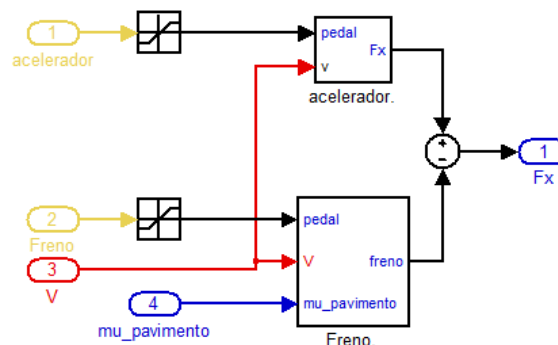 1
acelerador
pedal
Fx
v
acelerador.
+
-
1
Fx
2
Freno
pedal
3
V
V
freno
4
mu_pavimento
mu_pavimento
Freno.